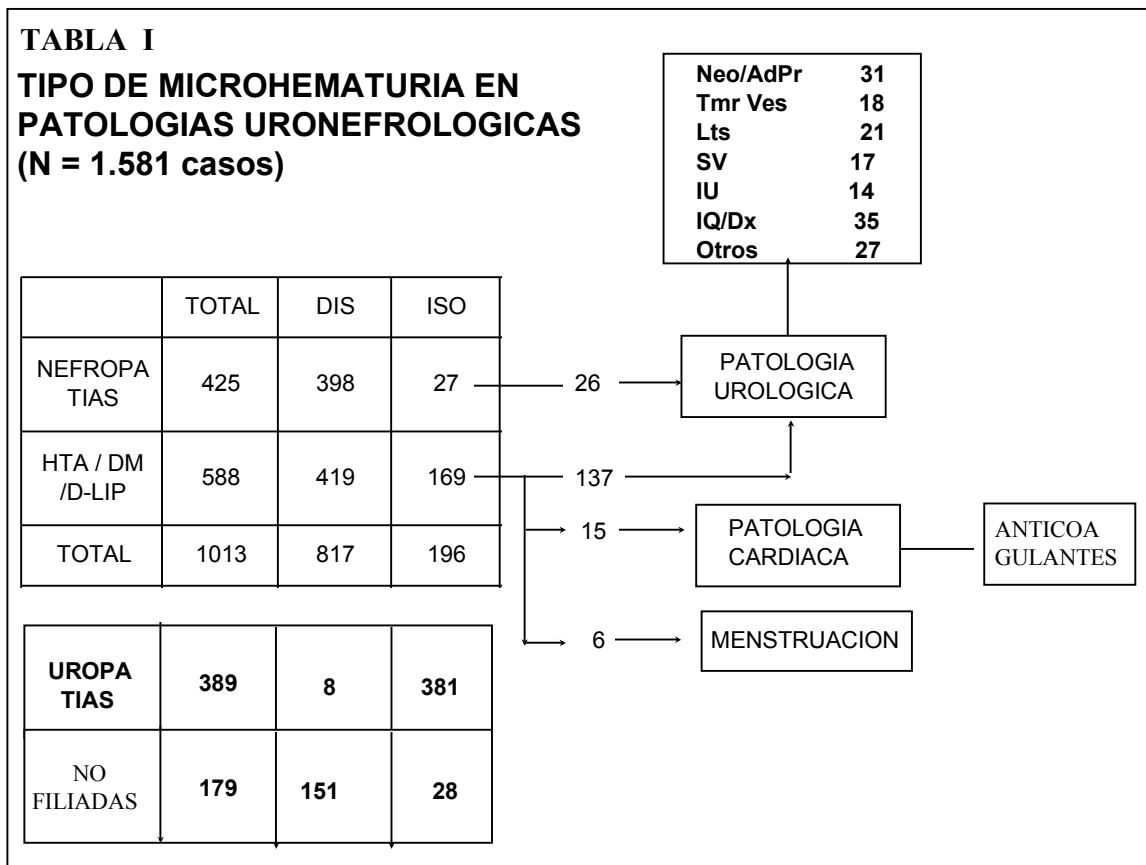 TABLA I
TIPO DE MICROHEMATURIA EN
PATOLOGIAS URONEFROLOGICAS
(N = 1.581 casos)
Neo/AdPr 31
Tmr Ves 18
Lts 21
SV 17
IU 14
IQ/Dx 35
Otros 27
TOTAL DIS ISO
NEFROPA
TIAS
425 398 27 26
PATOLOGIA
UROLOGICA
HTA / DM
/D-LIP
588 419 169 137
15
PATOLOGIA
CARDIACA
ANTICOA
GULANTES
TOTAL 1013 817 196
6 MENSTRUACION
UROPA
TIAS
389 8 381
NO
FILIADAS
179 151 28